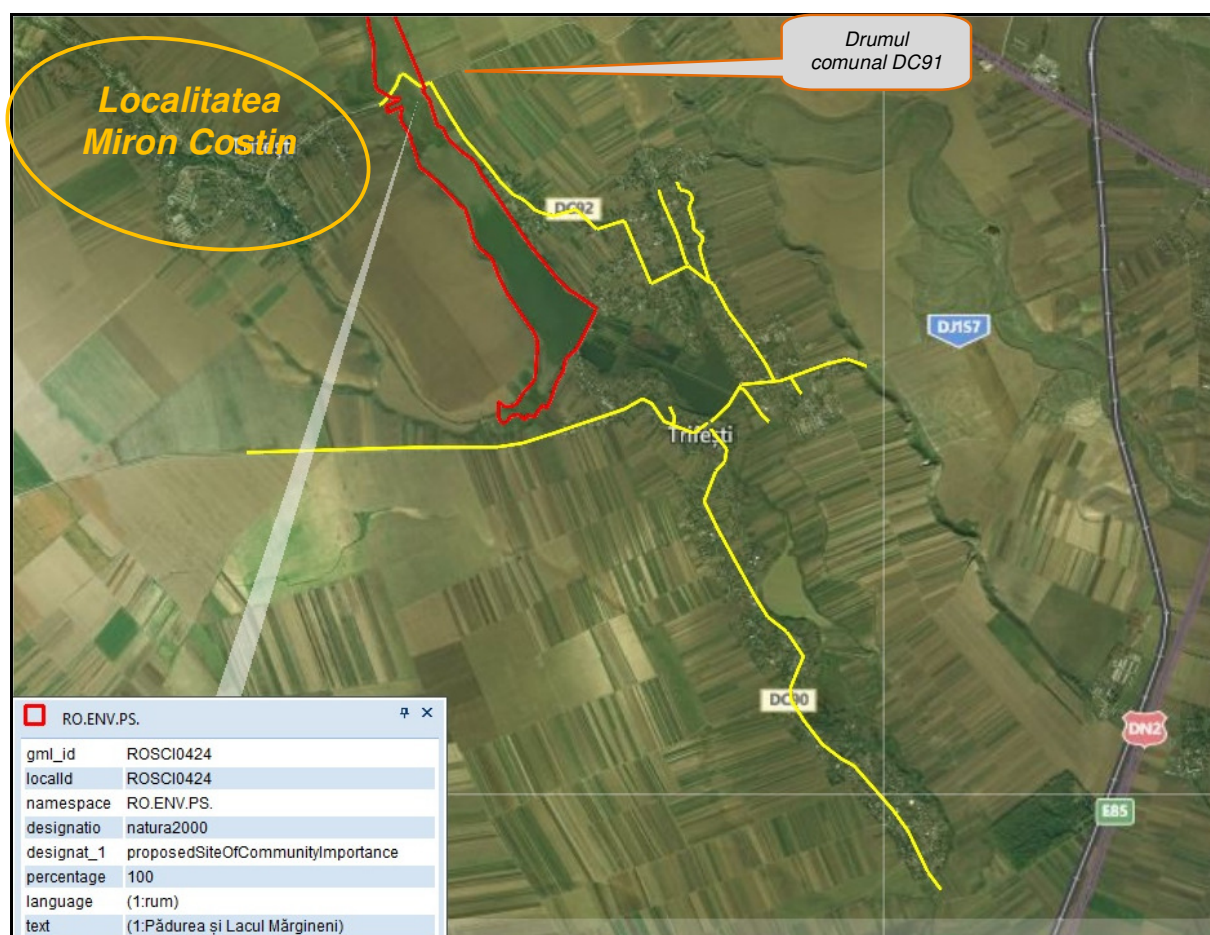 Drumul
comunal DC91
Localitatea
Miron Costin
Trifești
DC92
DJ157
Trifești
DC90
DN2
E85
RO.ENV.PS.
gml_id ROSCI0424
localId ROSCI0424
namespace RO.ENV.PS.
designatio natura2000
designat_1 proposedSiteOfCommunityImportance
percentage 100
language (1:rum)
text (1:Pădurea și Lacul Mărgineni)